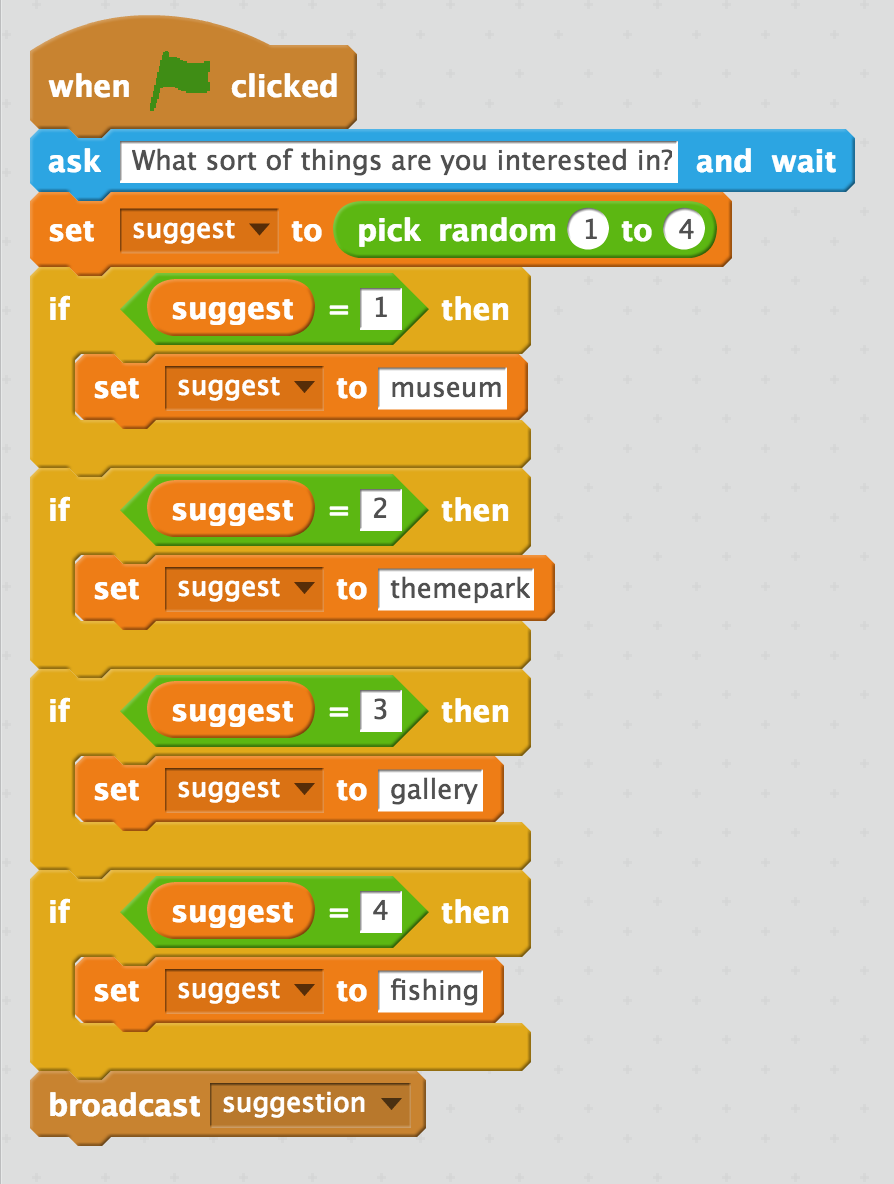 when clicked
ask What sort of things are you interested in? and wait
set suggest to pick random 1 to 4
if suggest = 1 then
set suggest to museum
if suggest = 2 then
set suggest to themepark
if suggest = 3 then
set suggest to gallery
if suggest = 4 then
set suggest to fishing
broadcast suggestion